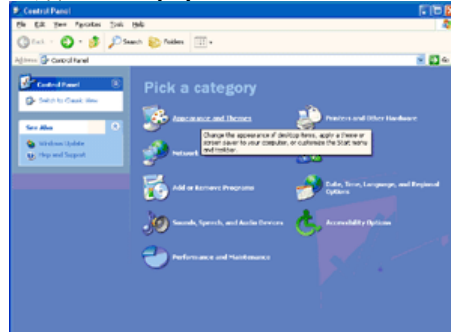 Control Panel
File Edit View Favorites Tools Help
Back Search Folders
Address Control Panel Go
Control Panel
Switch to Classic View
See Also
Windows Update
Help and Support
Pick a category
Appearance and Themes
Printers and Other Hardware
Change the appearance of desktop items, apply a theme or
screen saver to your computer, or customize the Start menu
and taskbar.
Network
Add or Remove Programs
Date, Time, Language, and Regional
Options
Sounds, Speech, and Audio Devices
Accessibility Options
Performance and Maintenance